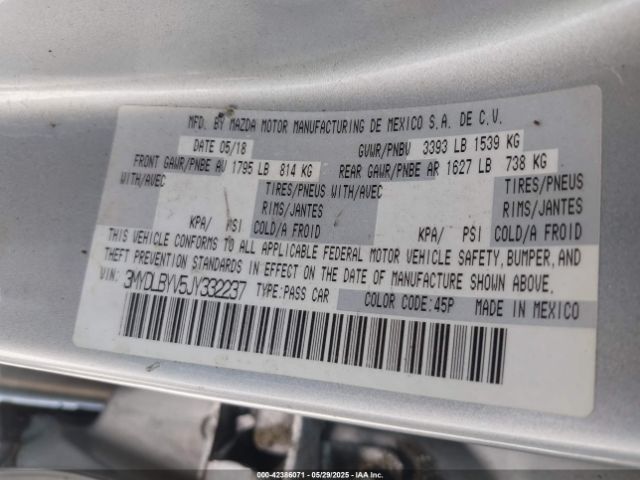 MFD. BY MAZDA MOTOR MANUFACTURING DE MEXICO S.A. DE C.V.
DATE 05/18 GVWR/PNBV 3393 LB 1539 KG
FRONT GAWR/PNBE AV 1795 LB 814 KG REAR GAWR/PNBE AR 1627 LB 738 KG
WITH/AVEC TIRES/PNEUS WITH/AVEC TIRES/PNEUS
RIMS/JANTES RIMS/JANTES
KPA/ PSI COLD/A FROID KPA/ PSI COLD/A FROID
THIS VEHICLE CONFORMS TO ALL APPLICABLE FEDERAL MOTOR VEHICLE SAFETY, BUMPER, AND
THEFT PREVENTION STANDARDS IN EFFECT ON THE DATE OF MANUFACTURE SHOWN ABOVE.
VIN: 3MYDLBYV5JY332237 TYPE:PASS CAR COLOR CODE:45P MADE IN MEXICO
000-42386071 - 05/29/2025 - IAAI.COM